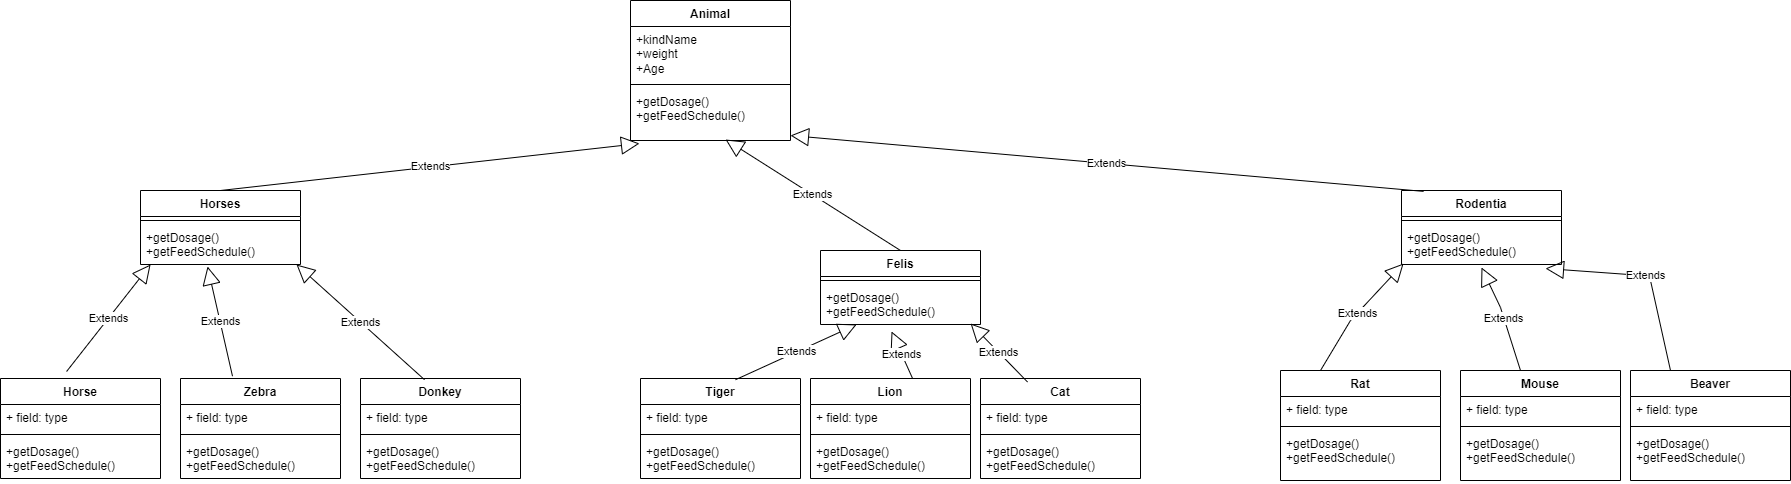 Animal
+kindName
+weight
+Age
+getDosage()
+getFeedSchedule()
Extends
Extends
Extends
Horses
+getDosage()
+getFeedSchedule()
Felis
+getDosage()
+getFeedSchedule()
Rodentia
+getDosage()
+getFeedSchedule()
Extends
Extends
Extends
Extends
Extends
Extends
Extends
Extends
Extends
Horse
+ field: type
+getDosage()
+getFeedSchedule()
Zebra
+ field: type
+getDosage()
+getFeedSchedule()
Donkey
+ field: type
+getDosage()
+getFeedSchedule()
Tiger
+ field: type
+getDosage()
+getFeedSchedule()
Lion
+ field: type
+getDosage()
+getFeedSchedule()
Cat
+ field: type
+getDosage()
+getFeedSchedule()
Rat
+ field: type
+getDosage()
+getFeedSchedule()
Mouse
+ field: type
+getDosage()
+getFeedSchedule()
Beaver
+ field: type
+getDosage()
+getFeedSchedule()